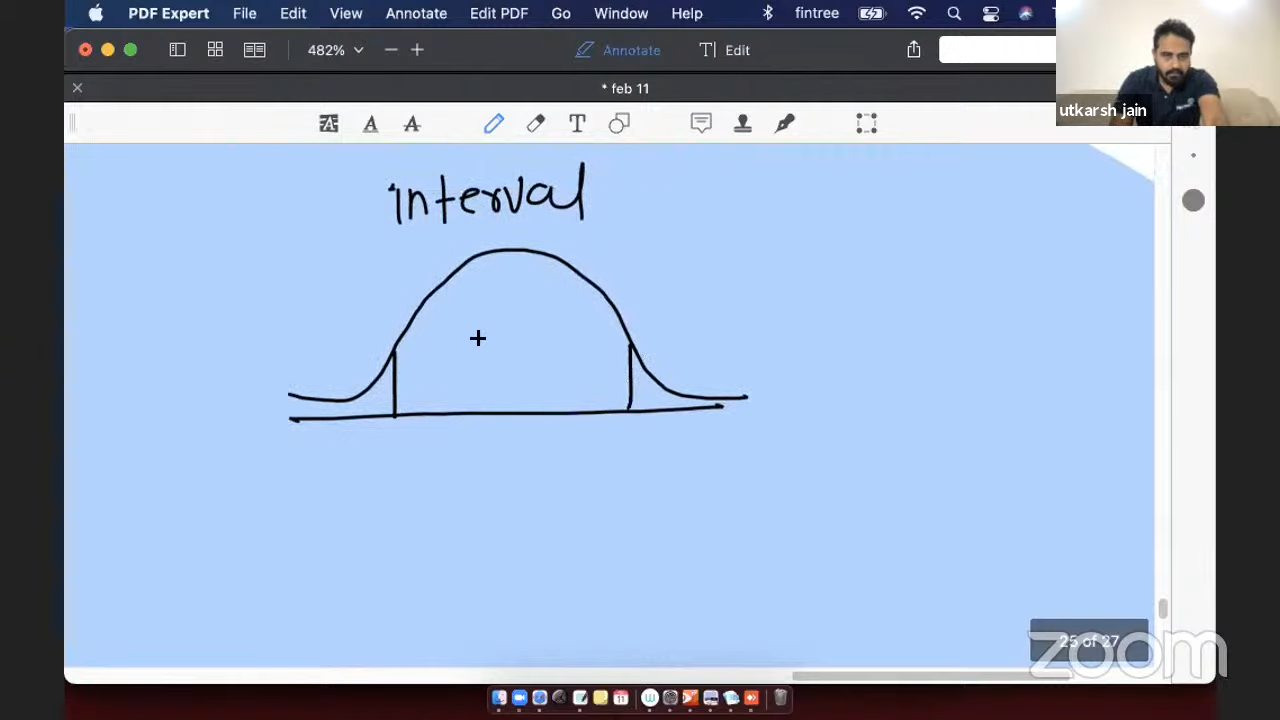 PDF Expert File Edit View Annotate Edit PDF Go Window Help fintree
482% Annotate T Edit
* feb 11
T
utkarsh jain
interval
25 of 27
zoom
11